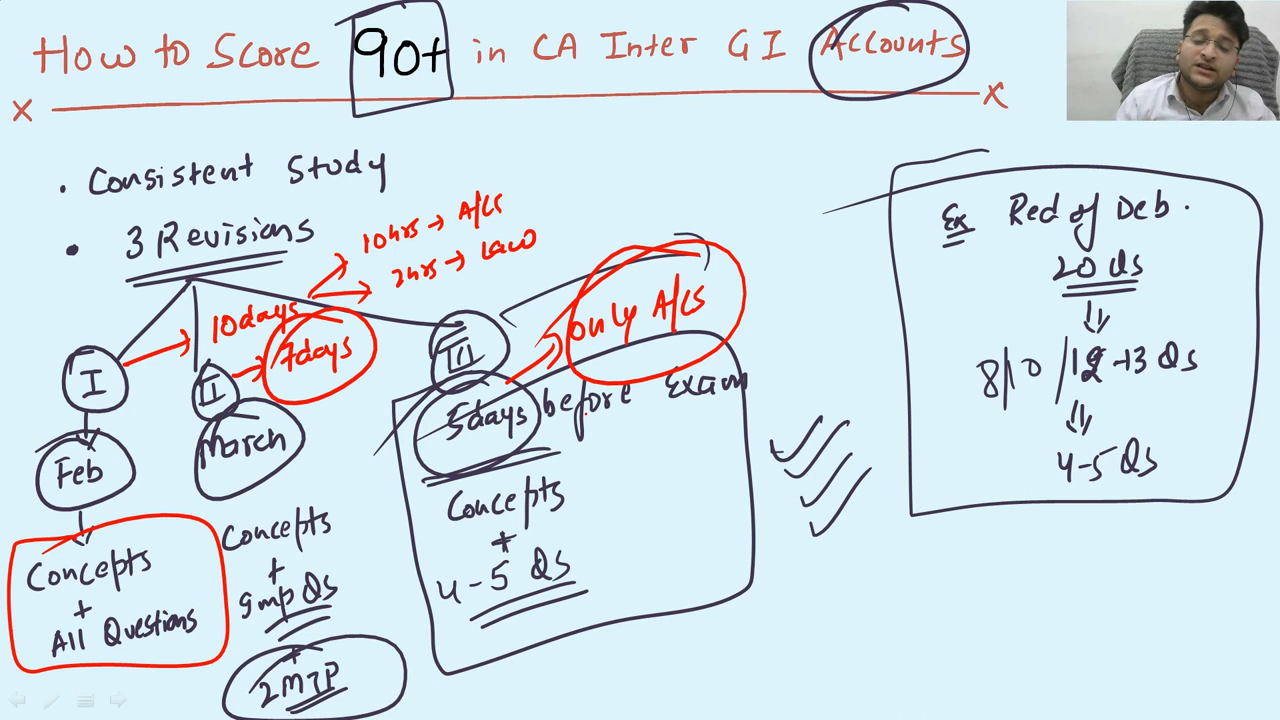 How to Score 90+ in CA Inter G I Accounts
x x
• Consistent Study
• 3 Revisions
10hrs → A/cs
2hrs → Law
10days
7days
only A/cs
I
II
III
Feb
March
5days before Exam
Concepts
+
All Questions
Concepts
+
Imp Qs
+
2 MTP
Concepts
+
4-5 Qs
Ex Red of Deb.
20 Qs
8/10 / 12-13 Qs
4-5 Qs